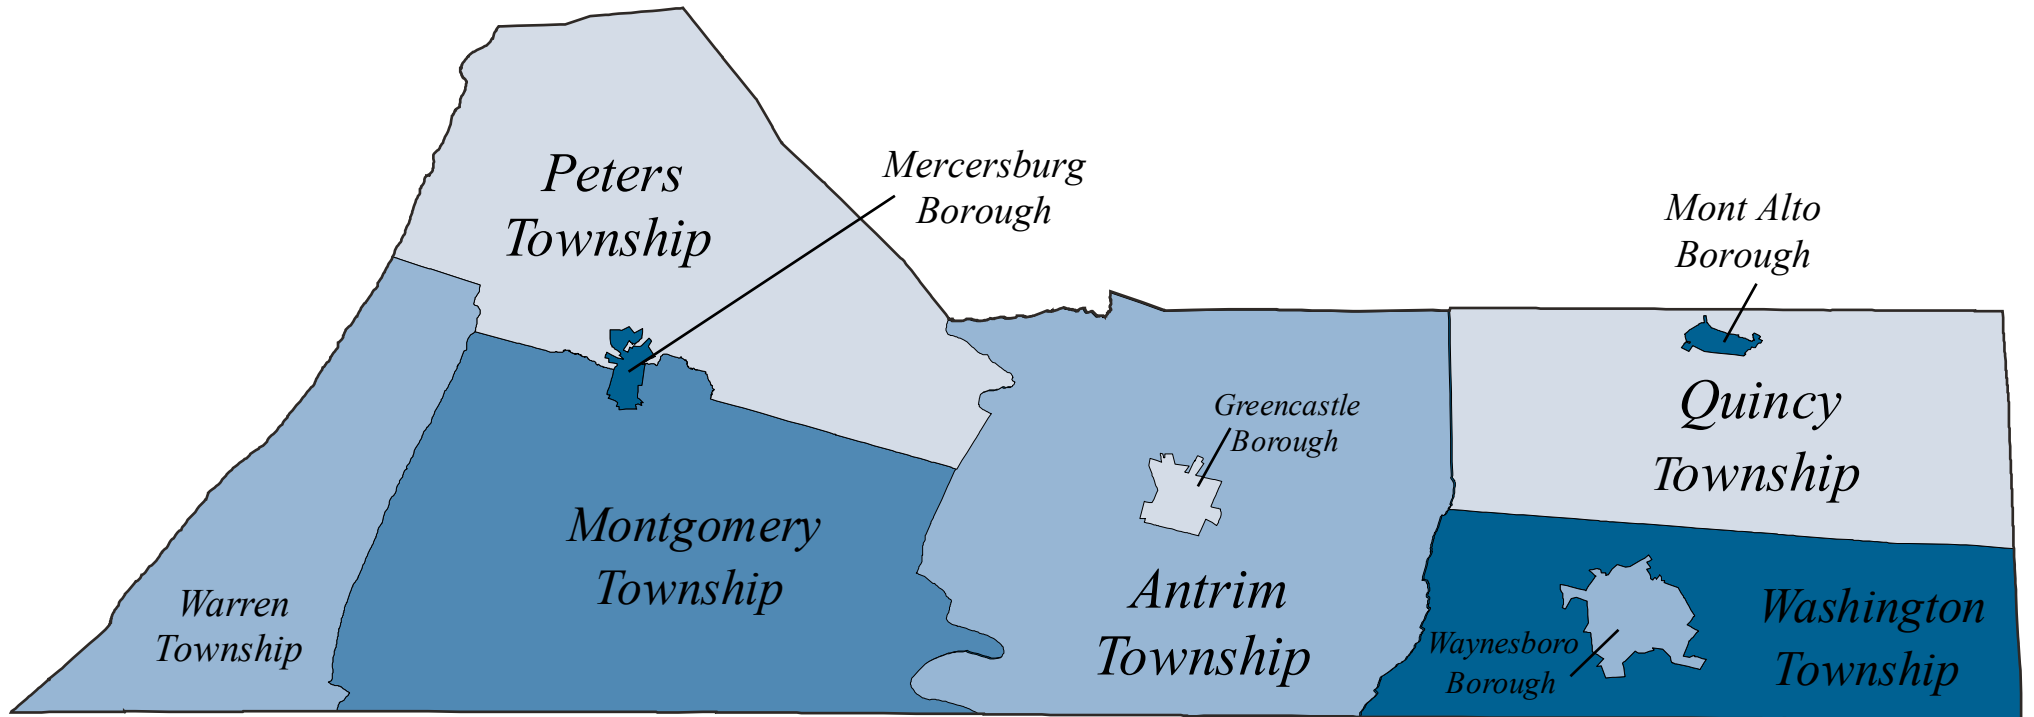 Peters
Township
Mercersburg
Borough
Mont Alto
Borough
Greencastle
Borough
Quincy
Township
Montgomery
Township
Warren
Township
Antrim
Township
Waynesboro
Borough
Washington
Township